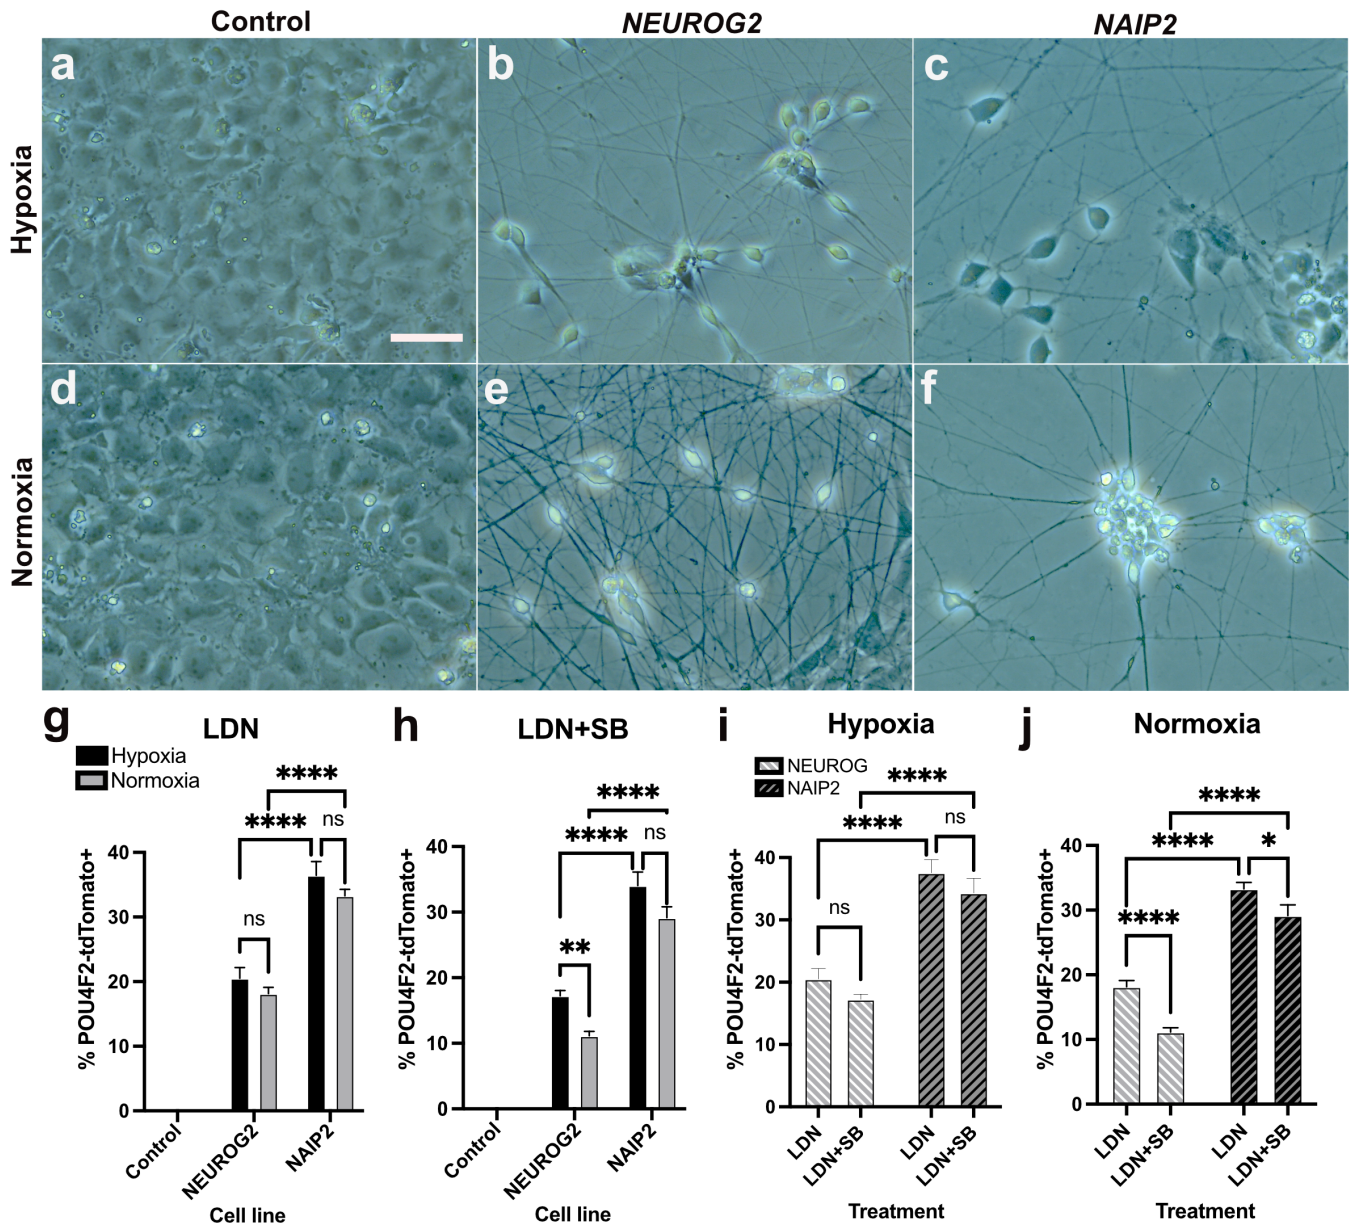 Control
NEUROG2
NAIP2
Hypoxia
a
b
c
Normoxia
d
e
f
g
LDN
Hypoxia
Normoxia
****
****
ns
ns
% POU4F2-tdTomato+
40
30
20
10
0
Control
NEUROG2
NAIP2
Cell line
h
LDN+SB
****
****
ns
**
% POU4F2-tdTomato+
40
30
20
10
0
Control
NEUROG2
NAIP2
Cell line
i
Hypoxia
NEUROG
NAIP2
****
****
ns
ns
% POU4F2-tdTomato+
40
30
20
10
0
LDN
LDN+SB
LDN
LDN+SB
Treatment
j
Normoxia
****
****
*
****
% POU4F2-tdTomato+
40
30
20
10
0
LDN
LDN+SB
LDN
LDN+SB
Treatment